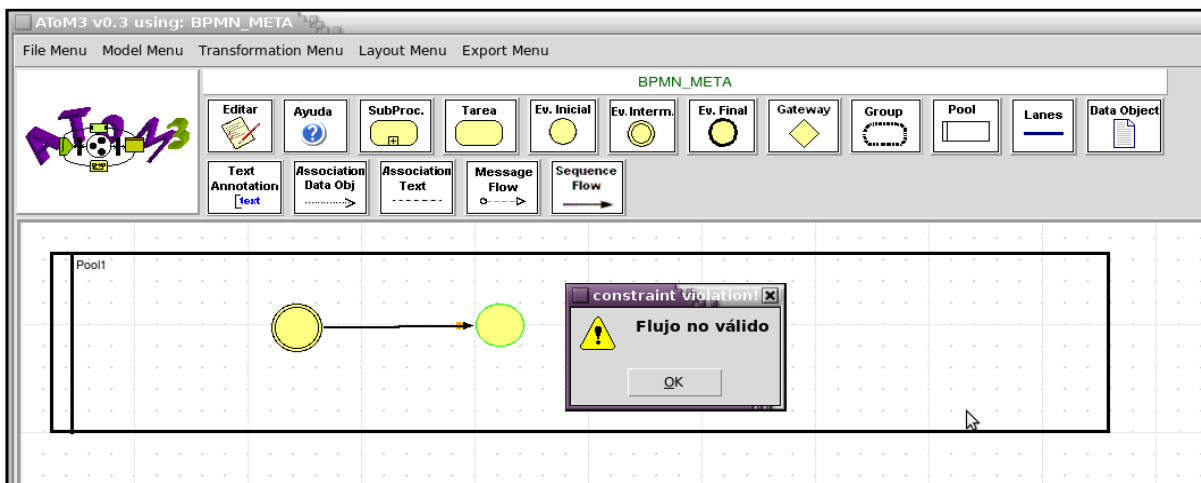 AToM3 v0.3 using: BPMN_META
File Menu Model Menu Transformation Menu Layout Menu Export Menu
BPMN_META
AToM3
Editar Ayuda SubProc. Tarea Ev. Inicial Ev. Interm. Ev. Final Gateway Group Pool Lanes Data Object
Text Annotation Association Data Obj Association Text Message Flow Sequence Flow
[text
Pool1
constraint violation!
Flujo no válido
OK